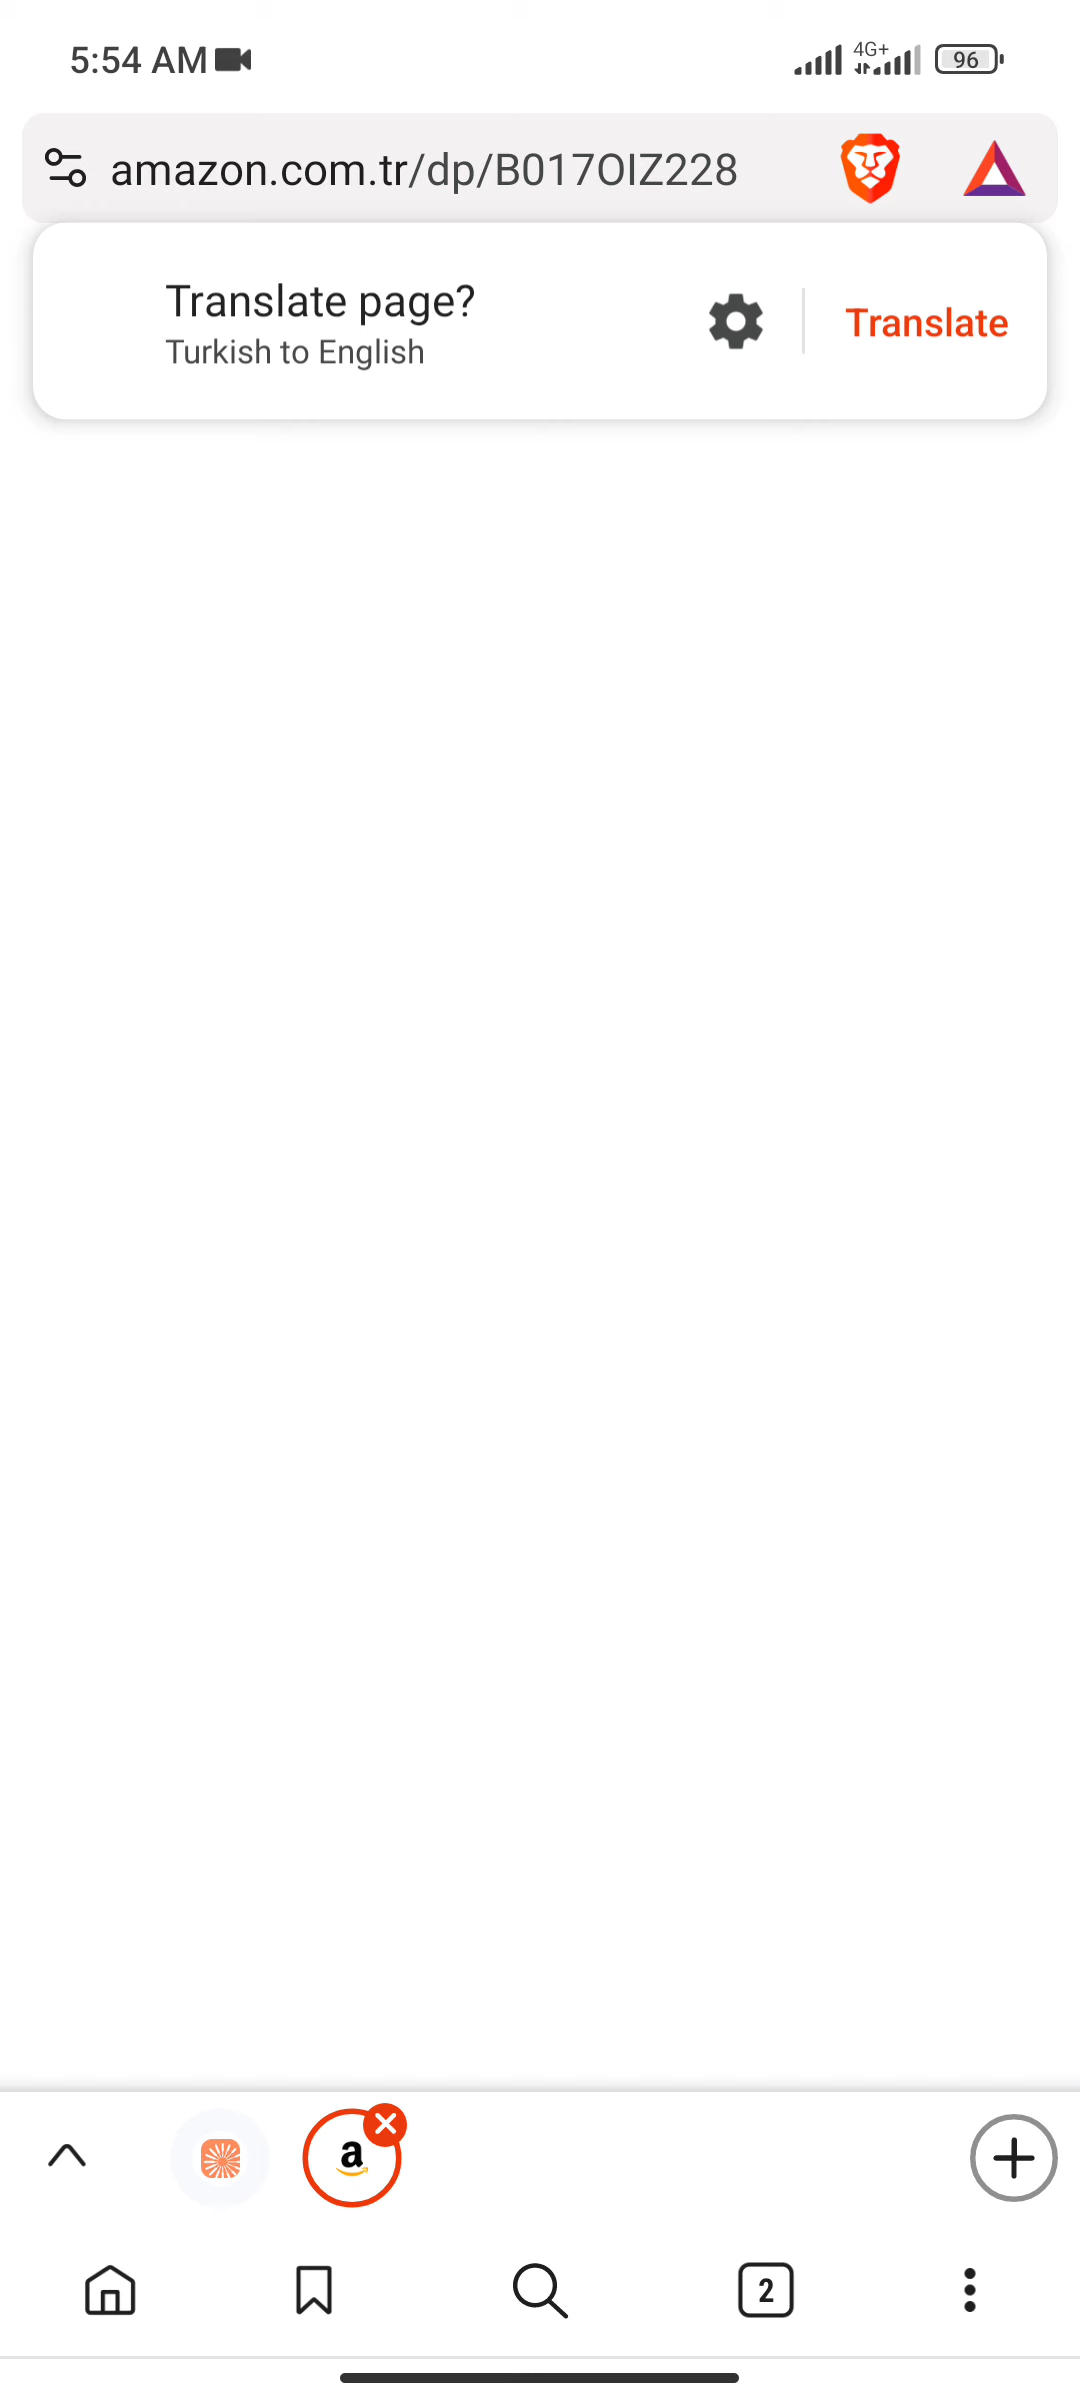 5:54 AM
4G+
96
amazon.com.tr/dp/B017OIZ228
Translate page?
Turkish to English
Translate
a
2